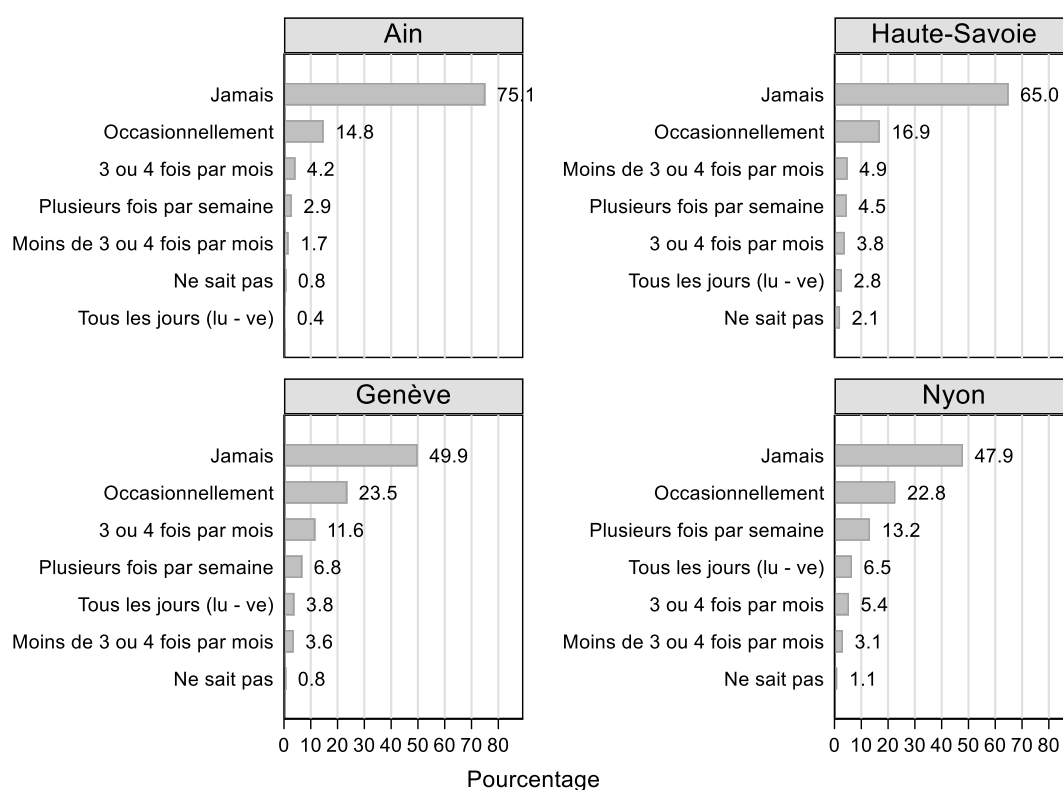 Ain
Jamais 75.1
Occasionnellement 14.8
3 ou 4 fois par mois 4.2
Plusieurs fois par semaine 2.9
Moins de 3 ou 4 fois par mois 1.7
Ne sait pas 0.8
Tous les jours (lu - ve) 0.4
Haute-Savoie
Jamais 65.0
Occasionnellement 16.9
Moins de 3 ou 4 fois par mois 4.9
Plusieurs fois par semaine 4.5
3 ou 4 fois par mois 3.8
Tous les jours (lu - ve) 2.8
Ne sait pas 2.1
Genève
Jamais 49.9
Occasionnellement 23.5
3 ou 4 fois par mois 11.6
Plusieurs fois par semaine 6.8
Tous les jours (lu - ve) 3.8
Moins de 3 ou 4 fois par mois 3.6
Ne sait pas 0.8
0 10 20 30 40 50 60 70 80
Nyon
Jamais 47.9
Occasionnellement 22.8
Plusieurs fois par semaine 13.2
Tous les jours (lu - ve) 6.5
3 ou 4 fois par mois 5.4
Moins de 3 ou 4 fois par mois 3.1
Ne sait pas 1.1
0 10 20 30 40 50 60 70 80
Pourcentage